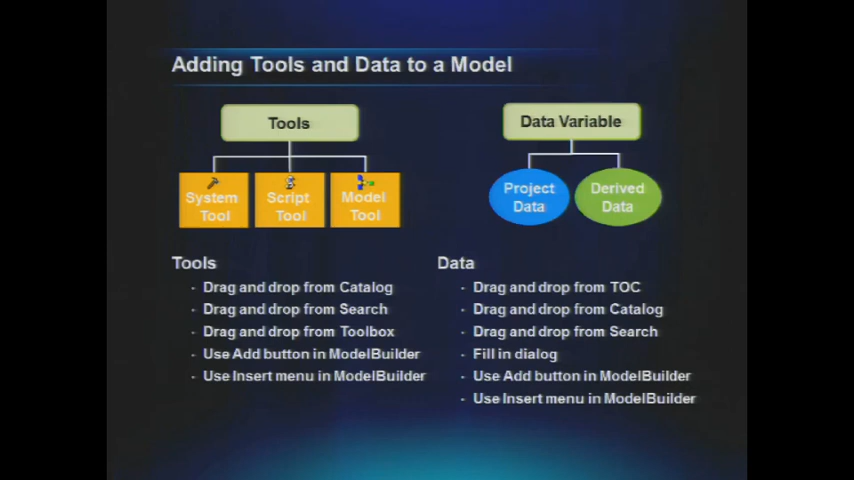 Adding Tools and Data to a Model
Tools
Data Variable
System
Tool
Script
Tool
Model
Tool
Project
Data
Derived
Data
Tools
- Drag and drop from Catalog
- Drag and drop from Search
- Drag and drop from Toolbox
- Use Add button in ModelBuilder
- Use Insert menu in ModelBuilder
Data
- Drag and drop from TOC
- Drag and drop from Catalog
- Drag and drop from Search
- Fill in dialog
- Use Add button in ModelBuilder
- Use Insert menu in ModelBuilder